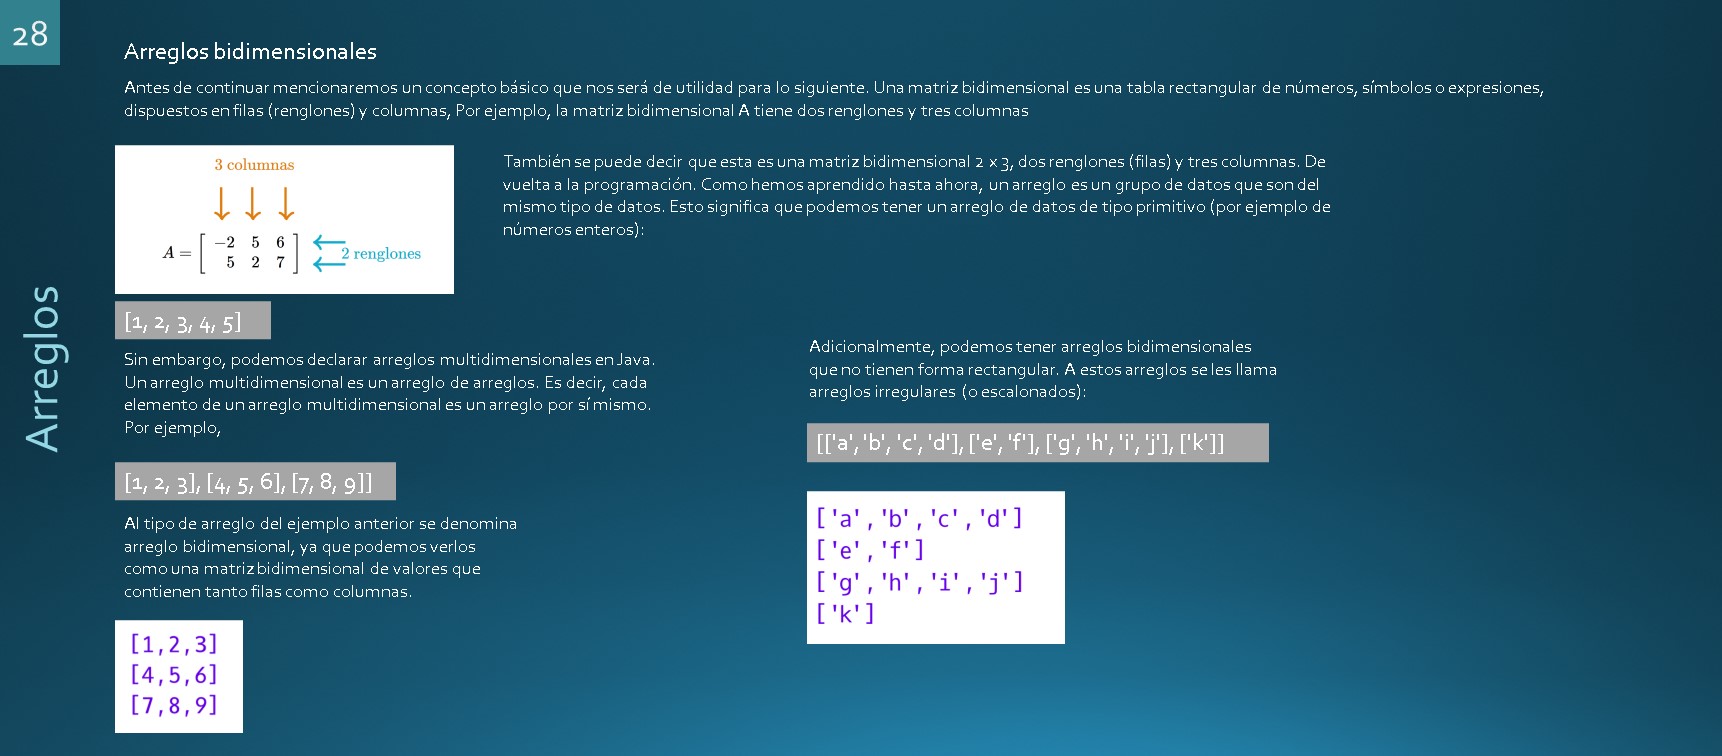 28
Arreglos
Arreglos bidimensionales
Antes de continuar mencionaremos un concepto básico que nos será de utilidad para lo siguiente. Una matriz bidimensional es una tabla rectangular de números, símbolos o expresiones,
dispuestos en filas (renglones) y columnas, Por ejemplo, la matriz bidimensional A tiene dos renglones y tres columnas
3 columnas
A = [ −2 5 6
5 2 7 ]
2 renglones
También se puede decir que esta es una matriz bidimensional 2 x 3, dos renglones (filas) y tres columnas. De
vuelta a la programación. Como hemos aprendido hasta ahora, un arreglo es un grupo de datos que son del
mismo tipo de datos. Esto significa que podemos tener un arreglo de datos de tipo primitivo (por ejemplo de
números enteros):
[1, 2, 3, 4, 5]
Sin embargo, podemos declarar arreglos multidimensionales en Java.
Un arreglo multidimensional es un arreglo de arreglos. Es decir, cada
elemento de un arreglo multidimensional es un arreglo por sí mismo.
Por ejemplo,
[1, 2, 3], [4, 5, 6], [7, 8, 9]]
Al tipo de arreglo del ejemplo anterior se denomina
arreglo bidimensional, ya que podemos verlos
como una matriz bidimensional de valores que
contienen tanto filas como columnas.
[1,2,3]
[4,5,6]
[7,8,9]
Adicionalmente, podemos tener arreglos bidimensionales
que no tienen forma rectangular. A estos arreglos se les llama
arreglos irregulares (o escalonados):
[['a', 'b', 'c', 'd'], ['e', 'f'], ['g', 'h', 'i', 'j'], ['k']]
['a','b','c','d']
['e','f']
['g','h','i','j']
['k']